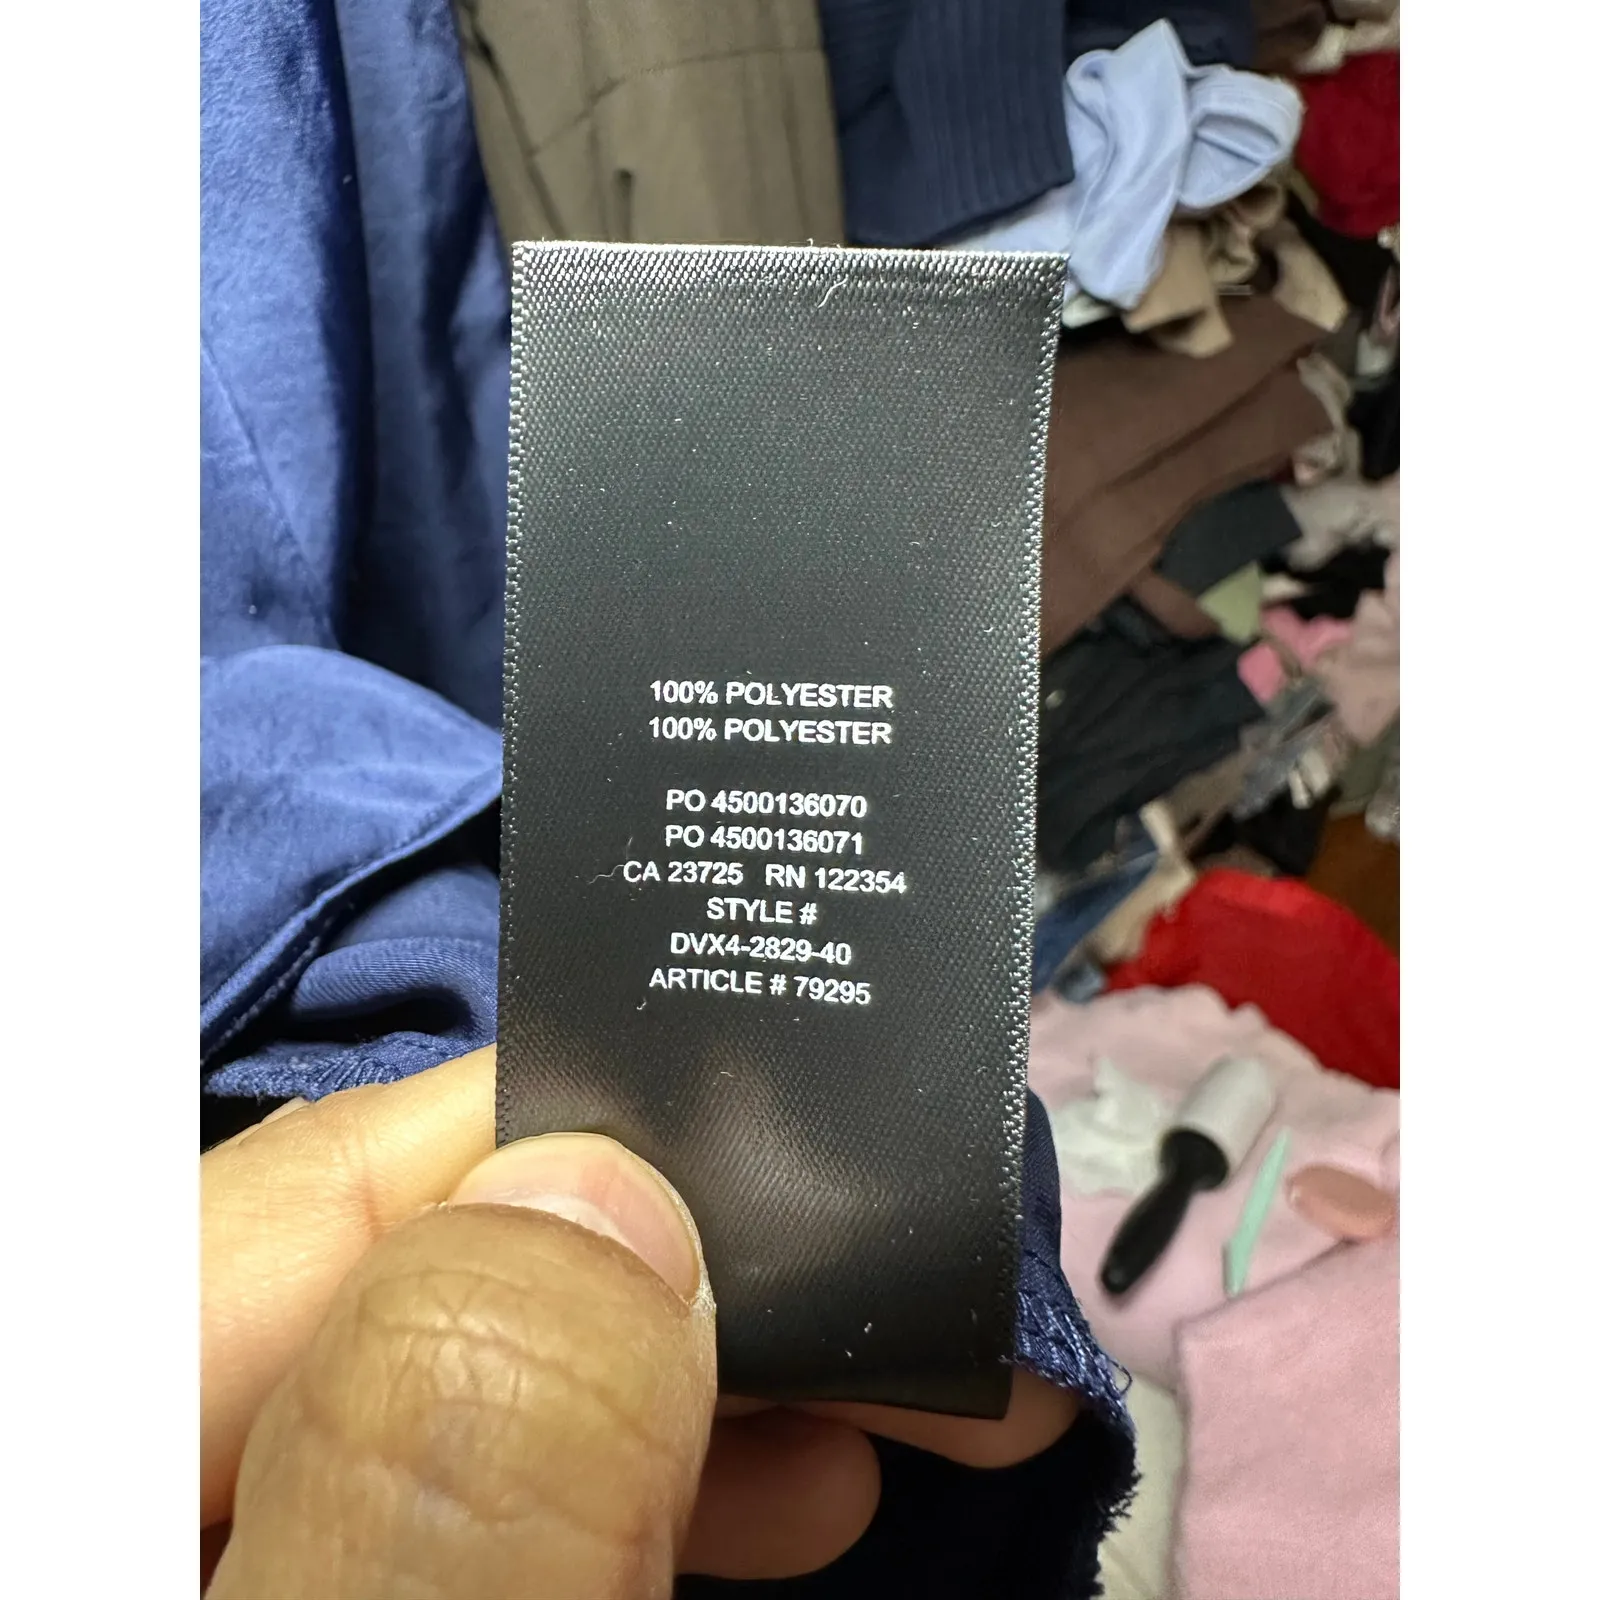 100% POLYESTER
100% POLYESTER
PO 4500136070
PO 4500136071
CA 23725 RN 122354
STYLE #
DVX4-2829-40
ARTICLE # 79295